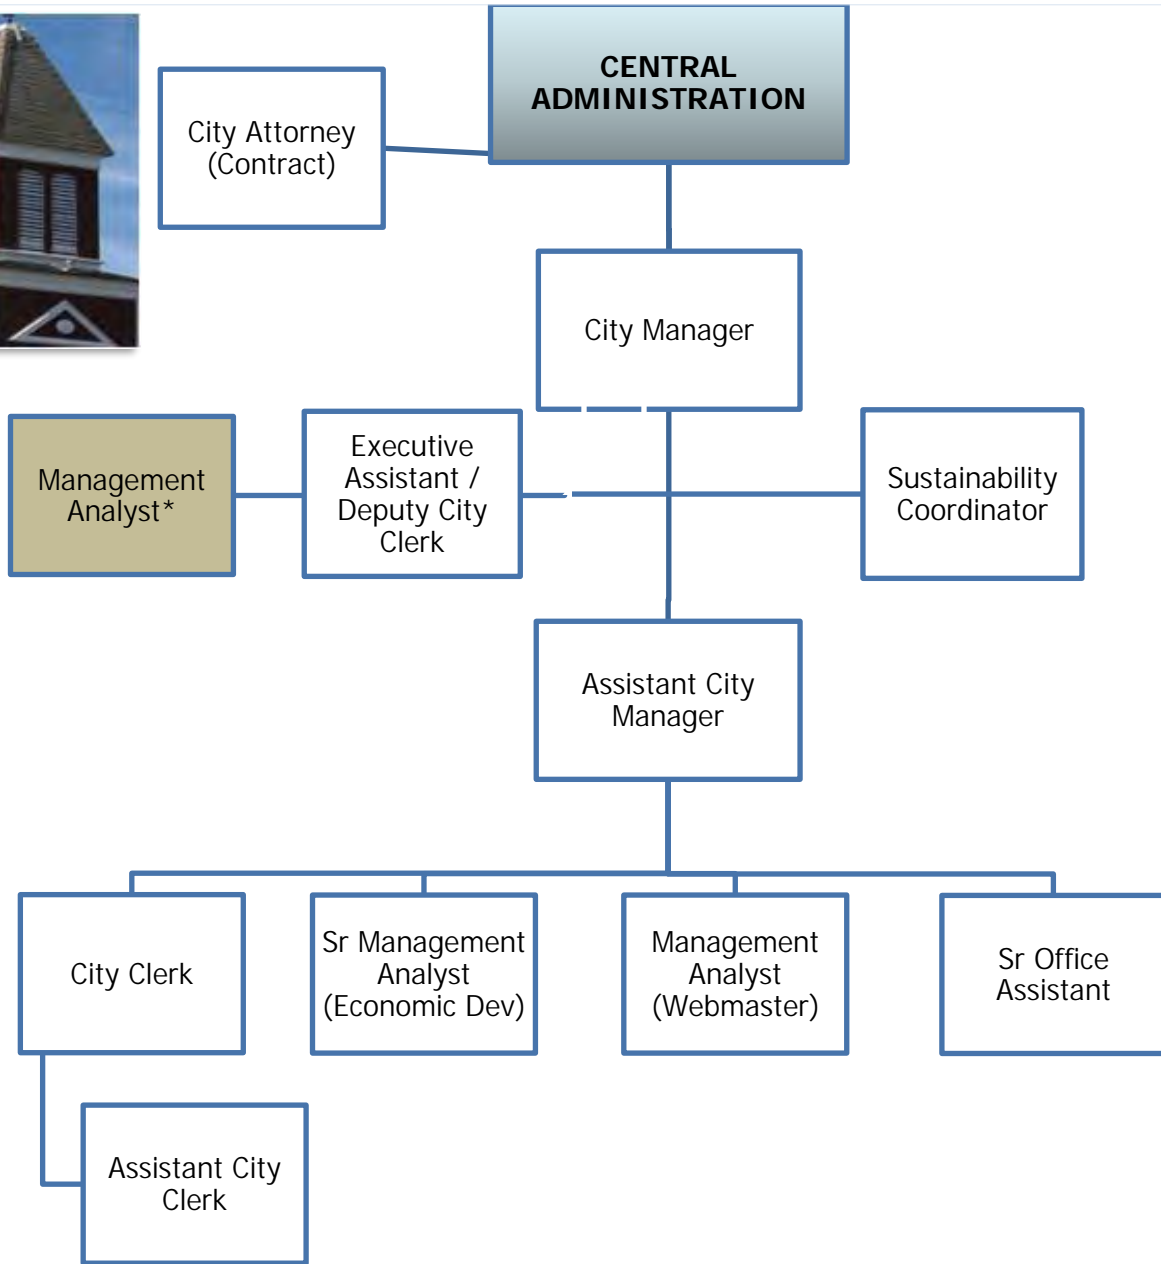 CENTRAL
ADMINISTRATION
City Attorney
(Contract)
City Manager
Management
Analyst*
Executive
Assistant /
Deputy City
Clerk
Sustainability
Coordinator
Assistant City
Manager
City Clerk
Sr Management
Analyst
(Economic Dev)
Management
Analyst
(Webmaster)
Sr Office
Assistant
Assistant City
Clerk